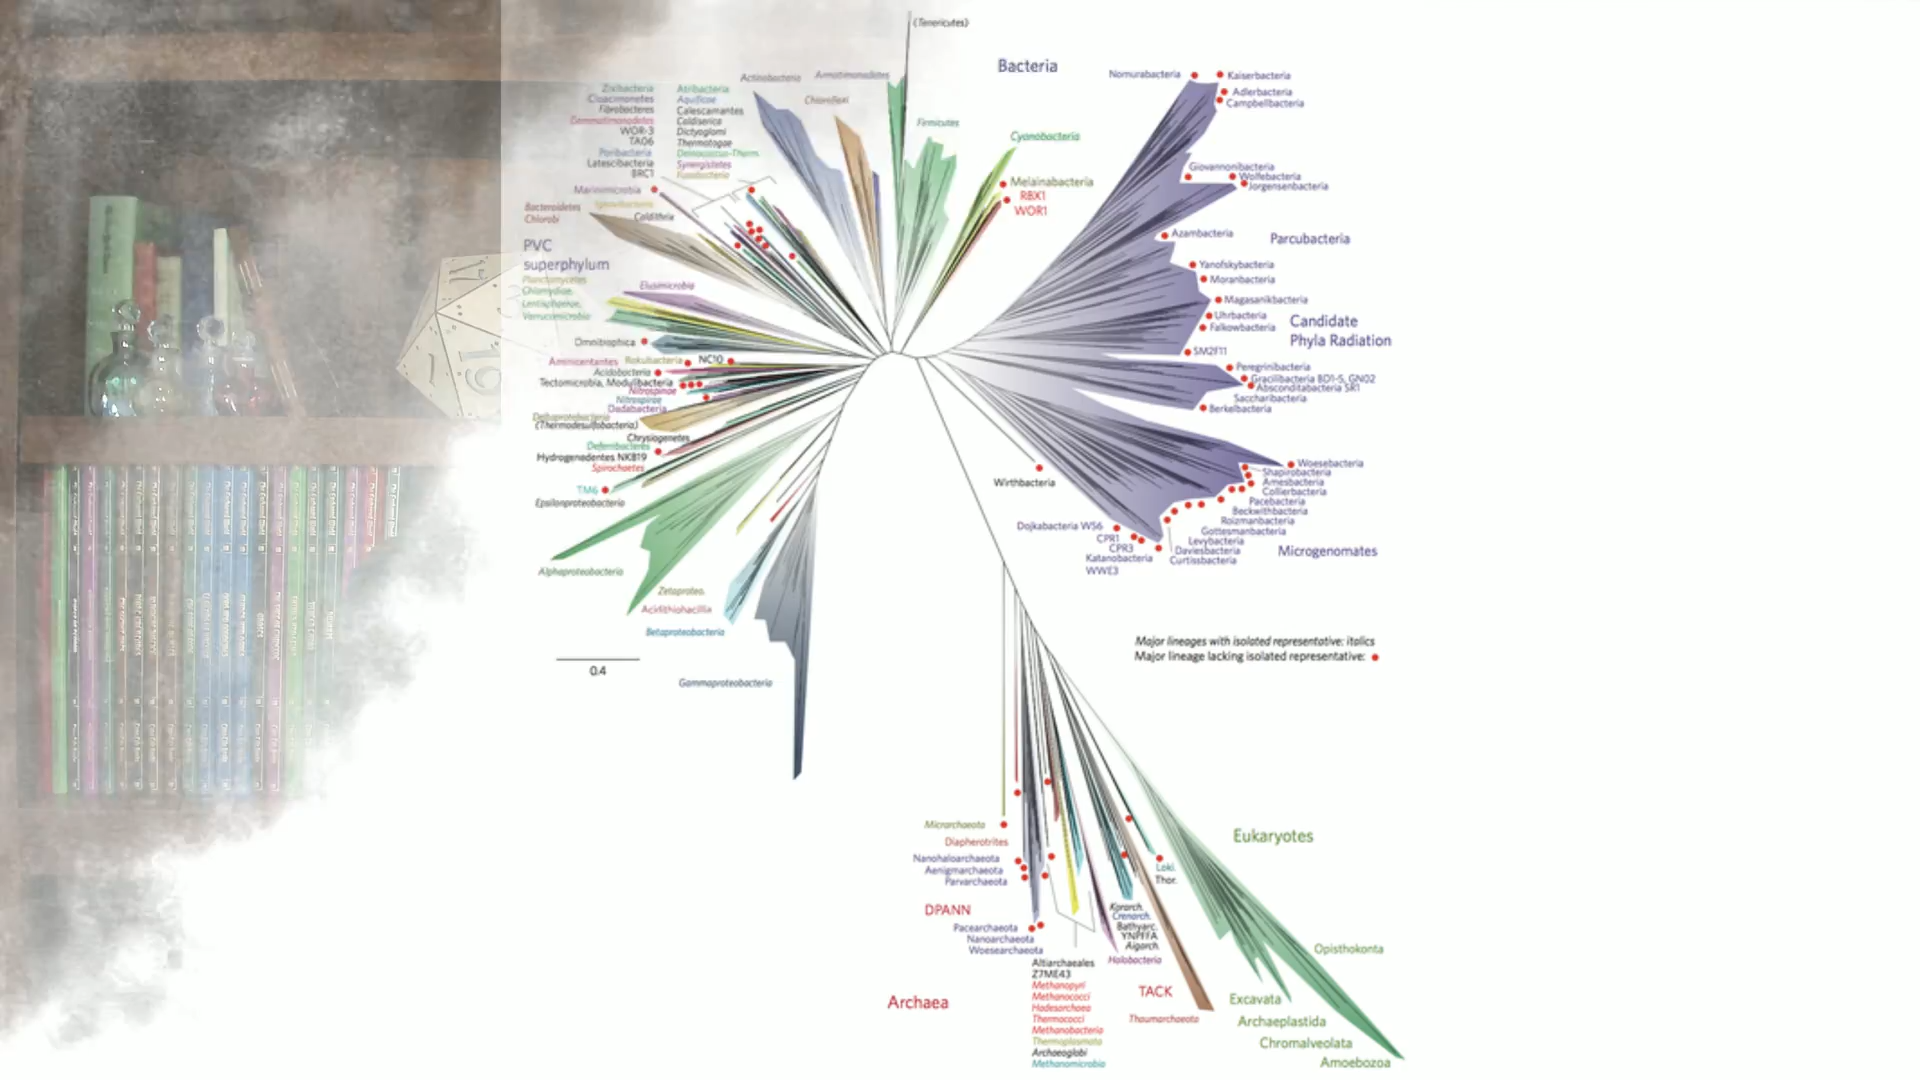 (Tenericutes)
Bacteria
Nomurabacteria
Kaiserbacteria
Adlerbacteria
Campbellbacteria
Actinobacteria
Armatimonadetes
Zixibacteria
Cloacimonetes
Fibrobacteres
Gemmatimonadetes
WOR-3
TA06
Poribacteria
Latescibacteria
BRC1
Atribacteria
Aquificae
Calescamantes
Caldiserica
Dictyoglomi
Thermotogae
Deinococcus-Therm.
Synergistetes
Fusobacteria
Chloroflexi
Firmicutes
Cyanobacteria
Melainabacteria
RBX1
WOR1
Giovannonibacteria
Wolfebacteria
Jorgensenbacteria
Marinimicrobia
Ignavibacteria
Bacteroidetes
Chlorobi
Caldithrix
Azambacteria
Parcubacteria
PVC
superphylum
Planctomycetes
Chlamydiae,
Lentisphaerae,
Verrucomicrobia
Elusimicrobia
Yanofskybacteria
Moranbacteria
Magasanikbacteria
Uhrbacteria
Falkowbacteria
Candidate
Phyla Radiation
SM2F11
Omnitrophica
Aminicentantes
Rokubacteria
NC10
Acidobacteria
Tectomicrobia, Modulibacteria
Nitrospinae
Nitrospirae
Dadabacteria
Deltaproteobacteria
(Thermodesulfobacteria)
Chrysiogenetes
Deferribacteres
Hydrogenedentes NKB19
Spirochaetes
TM6
Epsilonproteobacteria
Peregrinibacteria
Gracilibacteria BD1-5, GN02
Absconditabacteria SR1
Saccharibacteria
Berkelbacteria
Woesebacteria
Shapirobacteria
Amesbacteria
Collierbacteria
Pacebacteria
Beckwithbacteria
Roizmanbacteria
Gottesmanbacteria
Levybacteria
Daviesbacteria
Curtissbacteria
Microgenomates
Wirthbacteria
Dojkabacteria WS6
CPR1
CPR3
Katanobacteria
WWE3
Alphaproteobacteria
Zetaproteo.
Acidithiobacillia
Betaproteobacteria
Major lineages with isolated representative: italics
Major lineage lacking isolated representative:
0.4
Gammaproteobacteria
Micrarchaeota
Diapherotrites
Nanohaloarchaeota
Aenigmarchaeota
Parvarchaeota
Eukaryotes
Loki.
Thor.
DPANN
Pacearchaeota
Nanoarchaeota
Woesearchaeota
Korarch.
Crenarch.
Bathyarc.
YNPFFA
Aigarch.
Halobacteria
Opisthokonta
Altiarchaeales
Z7ME43
Methanopyri
Methanococci
Hadesarchaea
Thermococci
Methanobacteria
Thermoplasmata
Archaeoglobi
Methanomicrobia
Archaea
TACK
Thaumarchaeota
Excavata
Archaeplastida
Chromalveolata
Amoebozoa